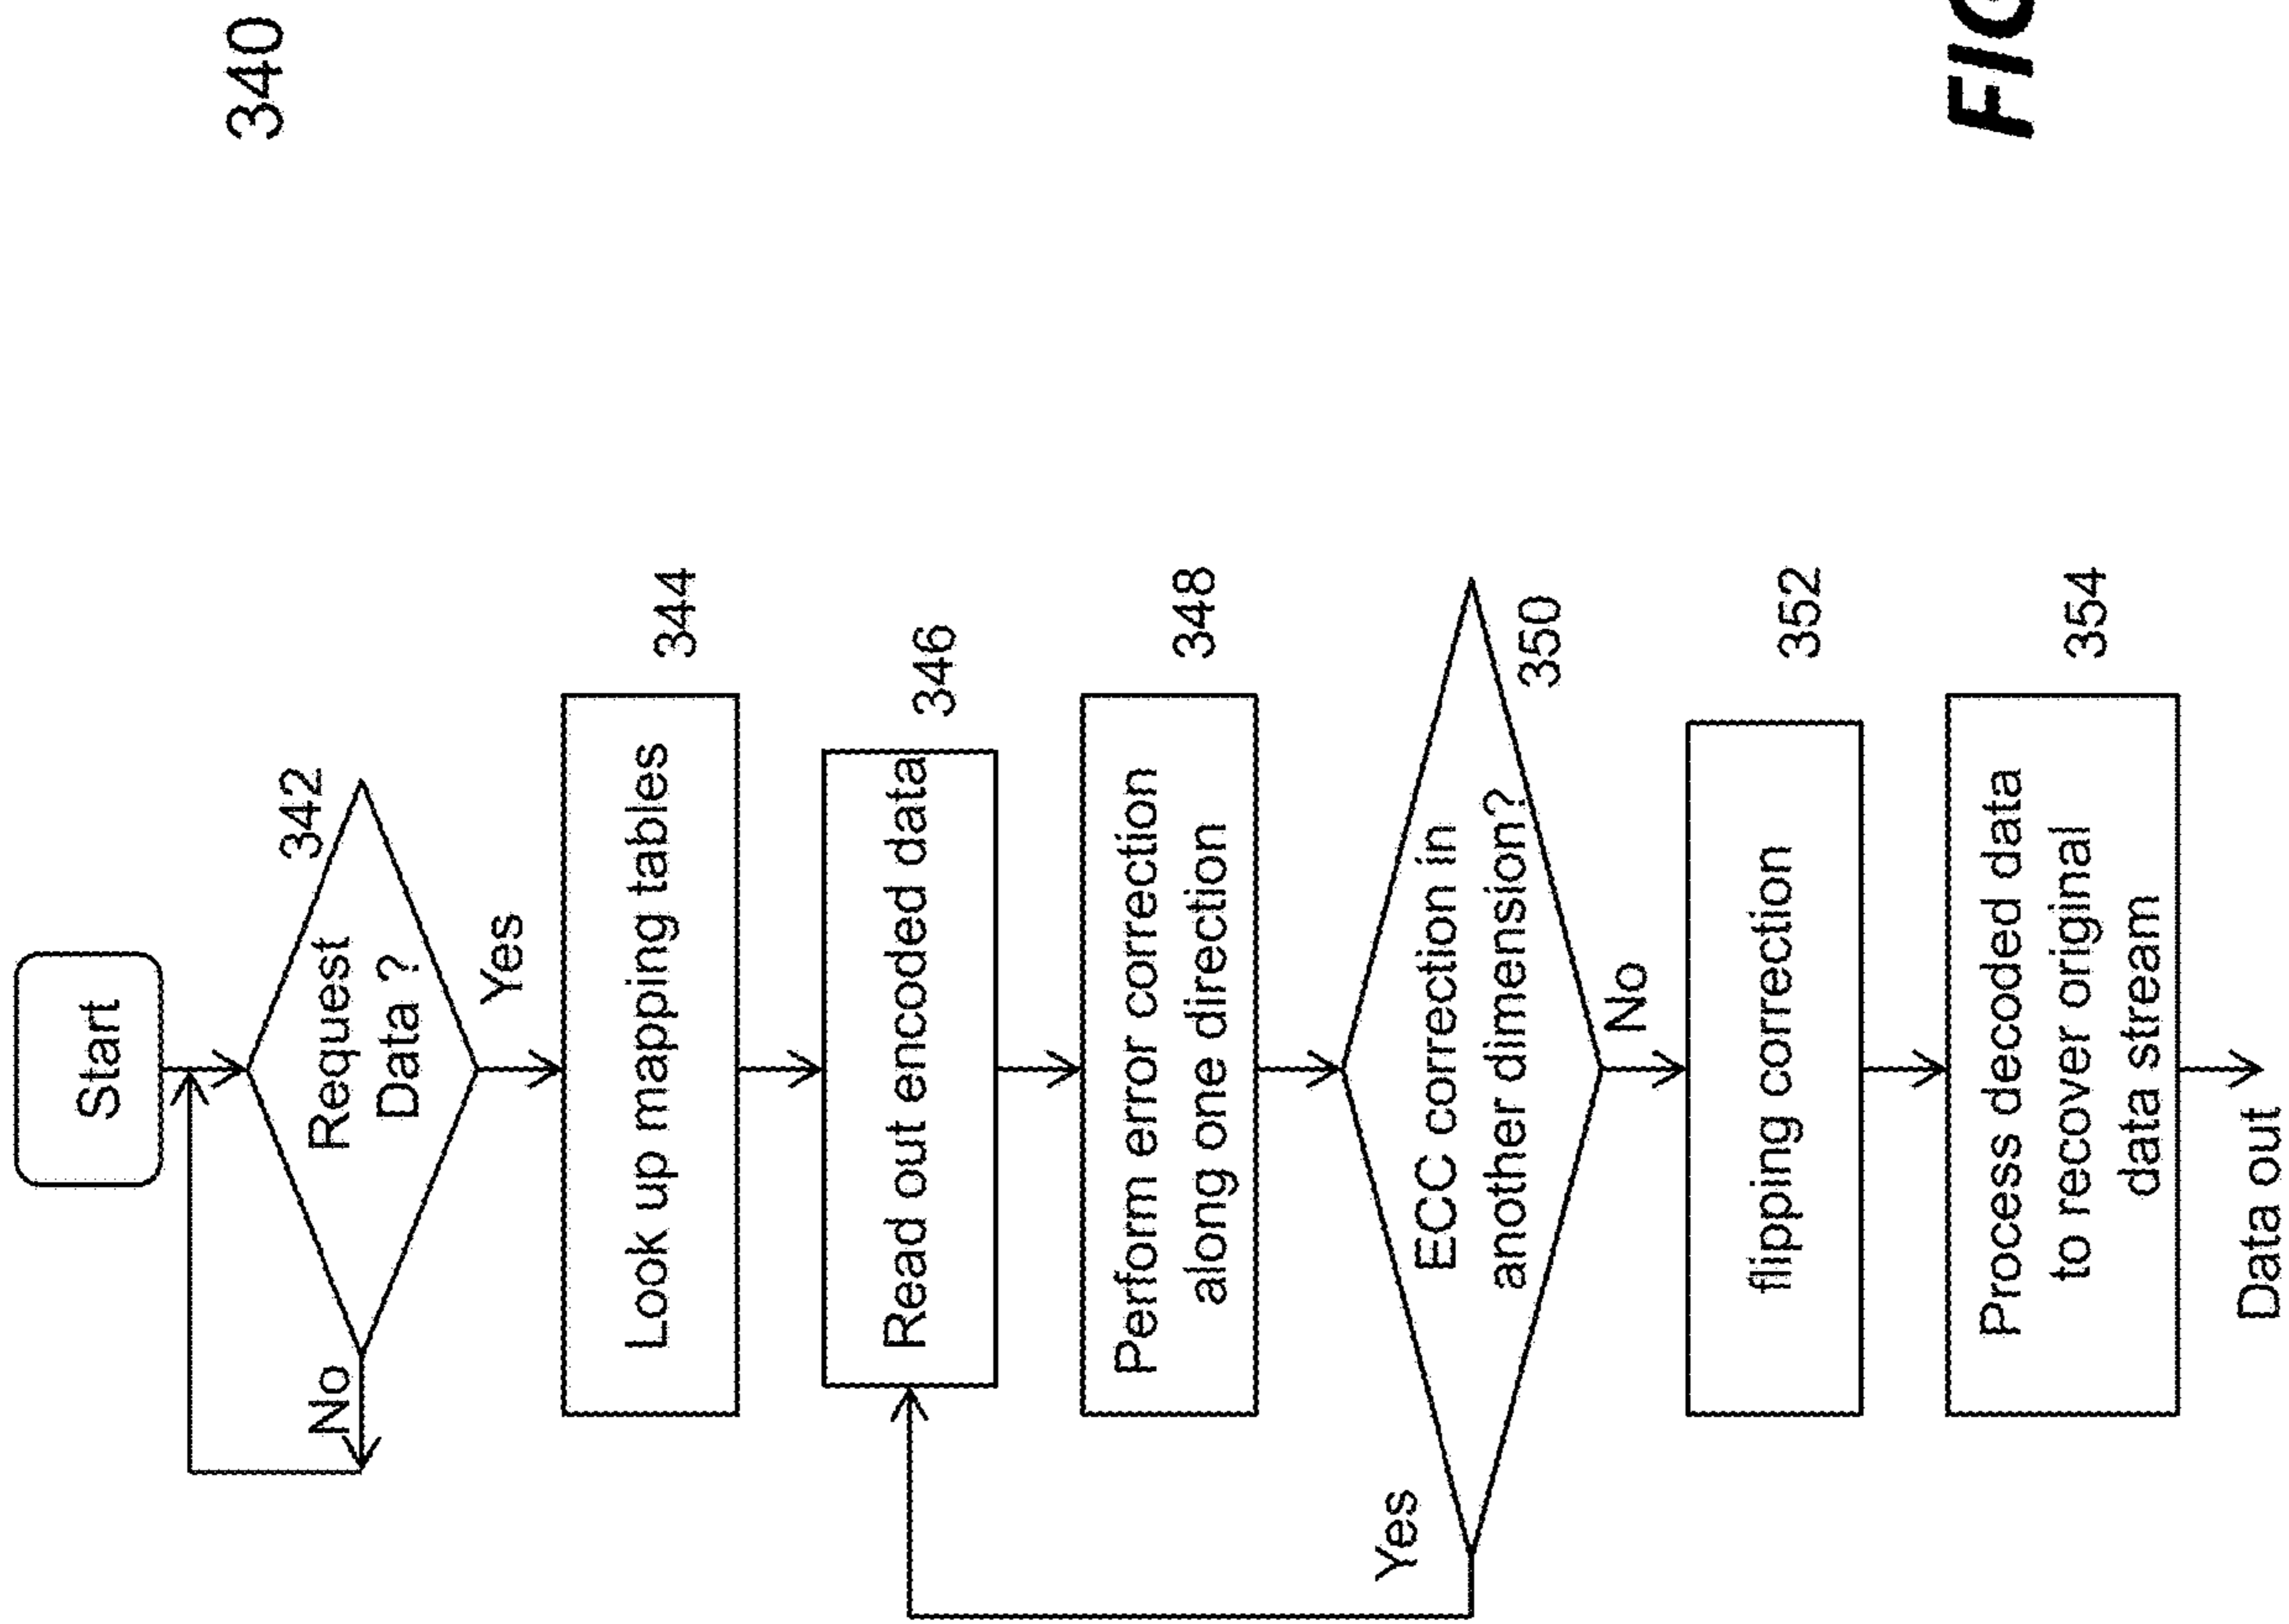 340
Start
342
Request
Data ?
No
Yes
Look up mapping tables
344
Read out encoded data
346
Perform error correction
along one direction
348
ECC correction in
another dimension?
350
Yes
No
flipping correction
352
Process decoded data
to recover original
data stream
354
Data out